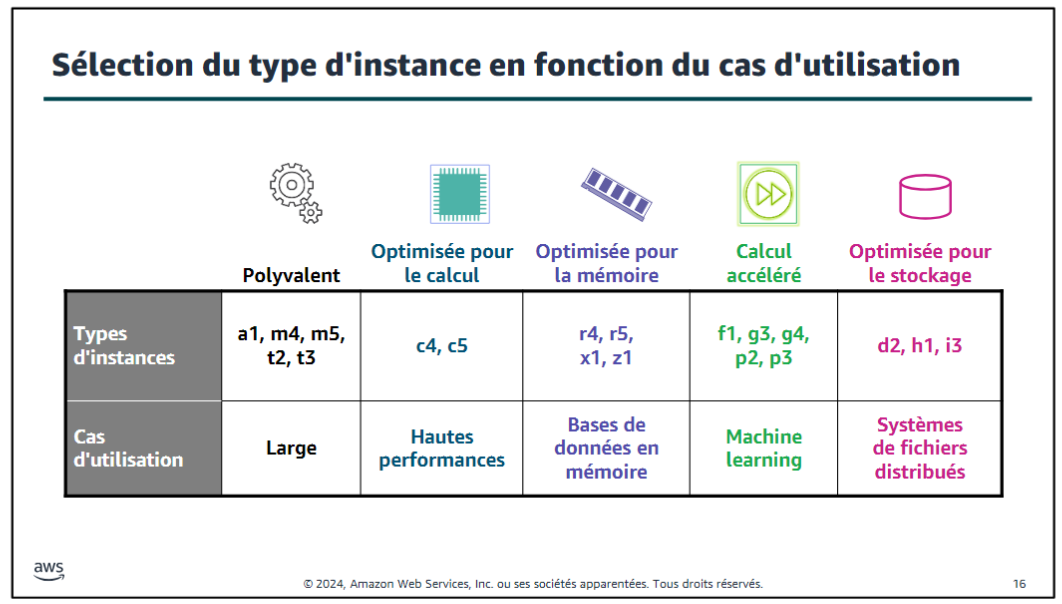 Sélection du type d'instance en fonction du cas d'utilisation
Polyvalent
Optimisée pour
le calcul
Optimisée pour
la mémoire
Calcul
accéléré
Optimisée pour
le stockage
Types
d'instances
a1, m4, m5,
t2, t3
c4, c5
r4, r5,
x1, z1
f1, g3, g4,
p2, p3
d2, h1, i3
Cas
d'utilisation
Large
Hautes
performances
Bases de
données en
mémoire
Machine
learning
Systèmes
de fichiers
distribués
aws
© 2024, Amazon Web Services, Inc. ou ses sociétés apparentées. Tous droits réservés.
16